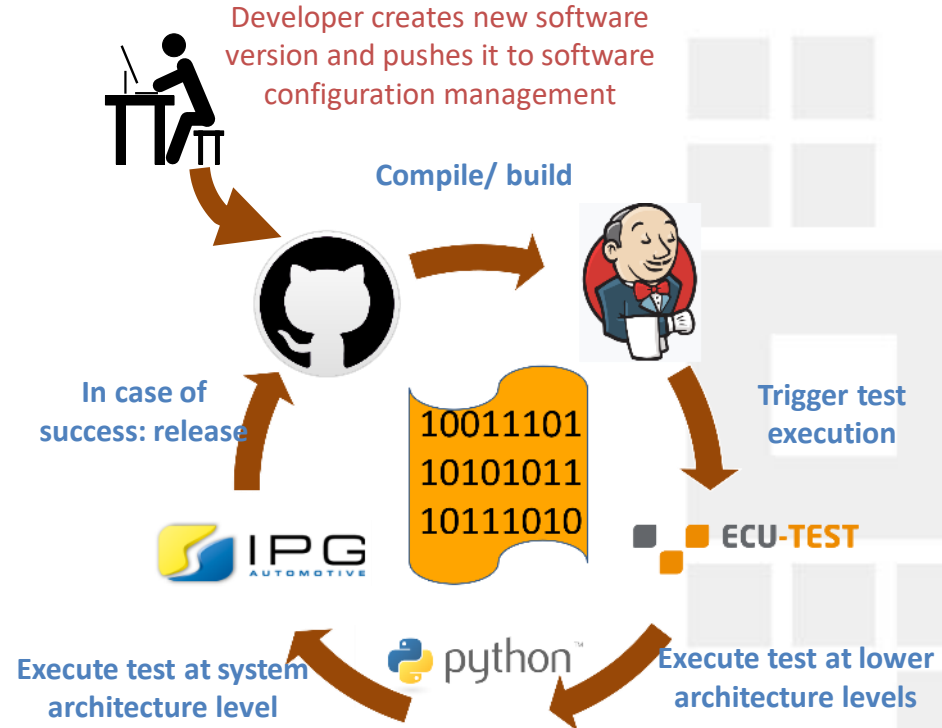 Developer creates new software
version and pushes it to software
configuration management
Compile/ build
In case of
success: release
10011101
10101011
10111010
Trigger test
execution
IPG
AUTOMOTIVE
ECU-TEST
python™
Execute test at system
architecture level
Execute test at lower
architecture levels